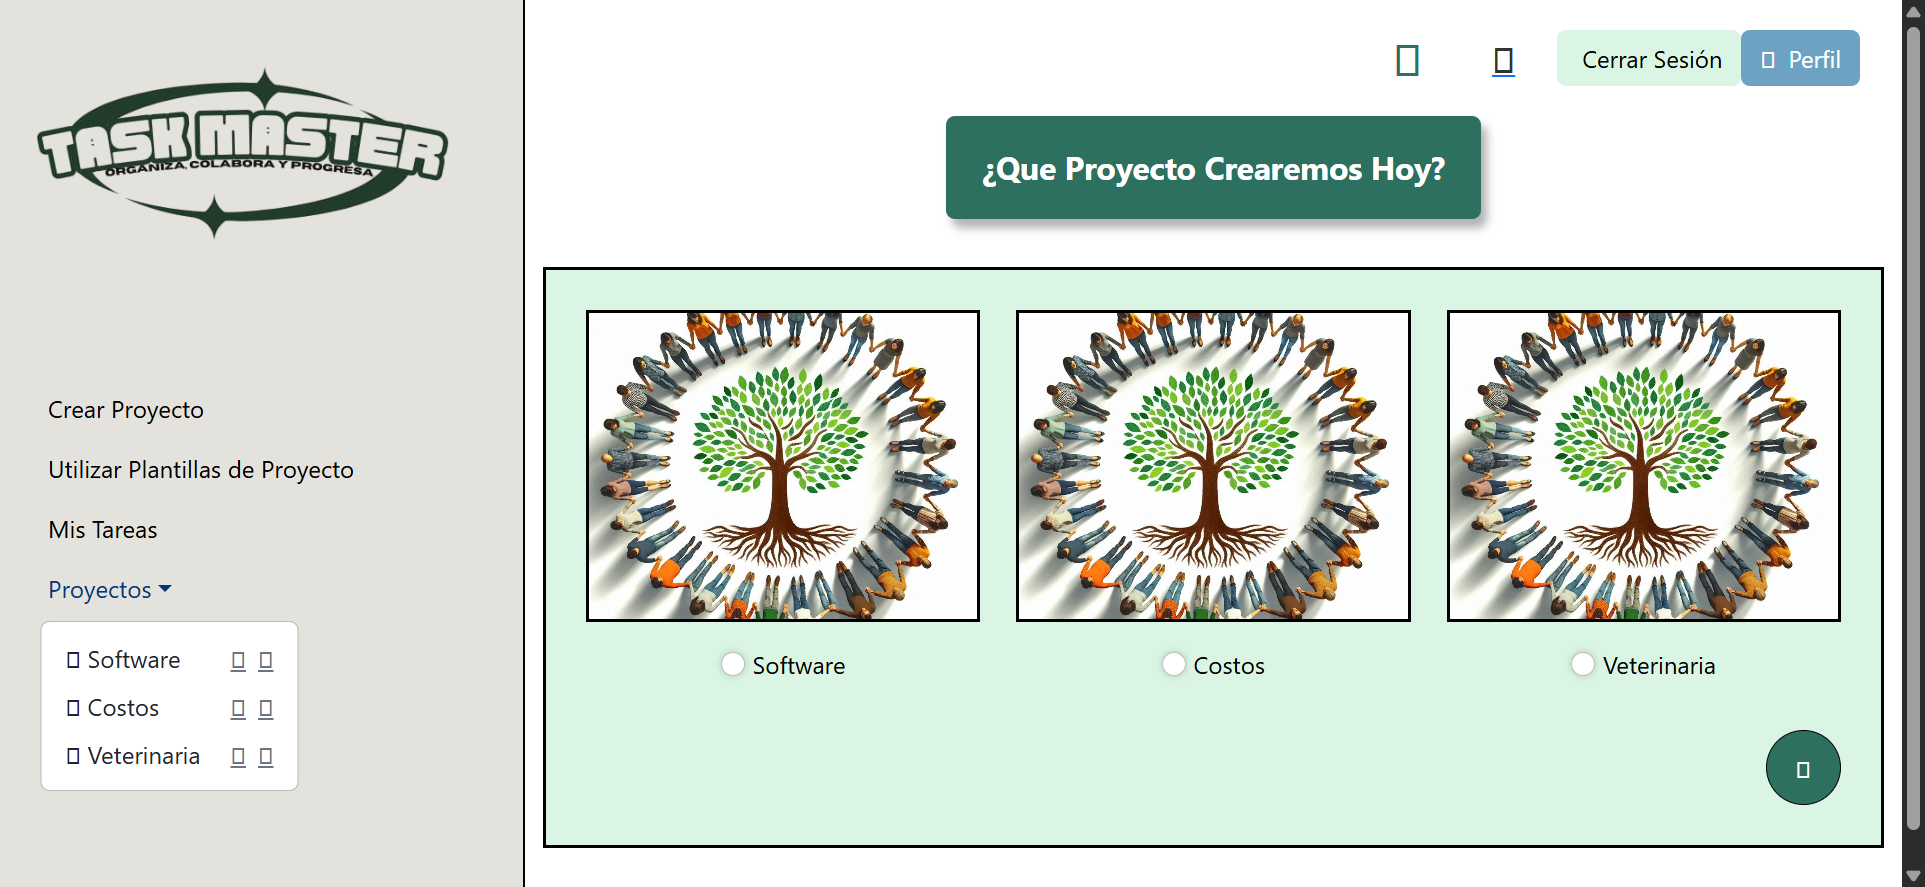 TASK MASTER
ORGANIZA, COLABORA Y PROGRESA
Crear Proyecto
Utilizar Plantillas de Proyecto
Mis Tareas
Proyectos
Software
Costos
Veterinaria
Cerrar Sesión
Perfil
¿Que Proyecto Crearemos Hoy?
Software
Costos
Veterinaria